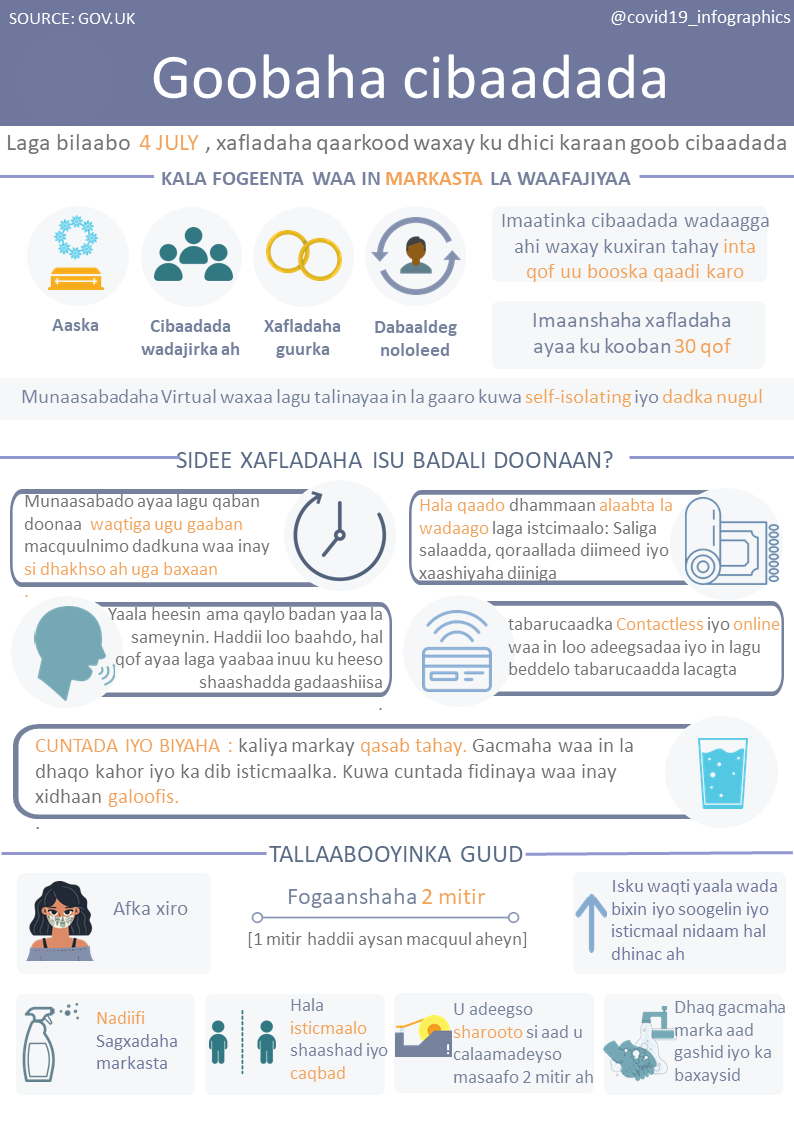 SOURCE: GOV.UK
@covid19_infographics
Goobaha cibaadada
Laga bilaabo 4 JULY , xafladaha qaarkood waxay ku dhici karaan goob cibaadada
KALA FOGEENTA WAA IN MARKASTA LA WAAFAJIYAA
Aaska
Cibaadada
wadajirka ah
Xafladaha
guurka
Dabaaldeg
nololeed
Imaatinka cibaadada wadaagga
ahi waxay kuxiran tahay inta
qof uu booska qaadi karo
Imaanshaha xafladaha
ayaa ku kooban 30 qof
Munaasabadaha Virtual waxaa lagu talinayaa in la gaaro kuwa self-isolating iyo dadka nugul
SIDEE XAFLADAHA ISU BADALI DOONAAN?
Munaasabado ayaa lagu qaban
doonaa waqtiga ugu gaaban
macquulnimo dadkuna waa inay
si dhakhso ah uga baxaan
.
Hala qaado dhammaan alaabta la
wadaago laga istcimaalo: Saliga
salaadda, qoraallada diimeed iyo
xaashiyaha diiniga
Yaala heesin ama qaylo badan yaa la
sameynin. Haddii loo baahdo, hal
qof ayaa laga yaabaa inuu ku heeso
shaashadda gadaashiisa
.
tabarucaadka Contactless iyo online
waa in loo adeegsadaa iyo in lagu
beddelo tabarucaadda lacagta
CUNTADA IYO BIYAHA : kaliya markay qasab tahay. Gacmaha waa in la
dhaqo kahor iyo ka dib isticmaalka. Kuwa cuntada fidinaya waa inay
xidhaan galoofis.
.
TALLAABOOYINKA GUUD
Afka xiro
Fogaanshaha 2 mitir
[1 mitir haddii aysan macquul aheyn]
Isku waqti yaala wada
bixin iyo soogelin iyo
isticmaal nidaam hal
dhinac ah
Nadiifi
Sagxadaha
markasta
Hala
isticmaalo
shaashad iyo
caqbad
U adeegso
sharooto si aad u
calaamadeyso
masaafo 2 mitir ah
Dhaq gacmaha
marka aad
gashid iyo ka
baxaysid